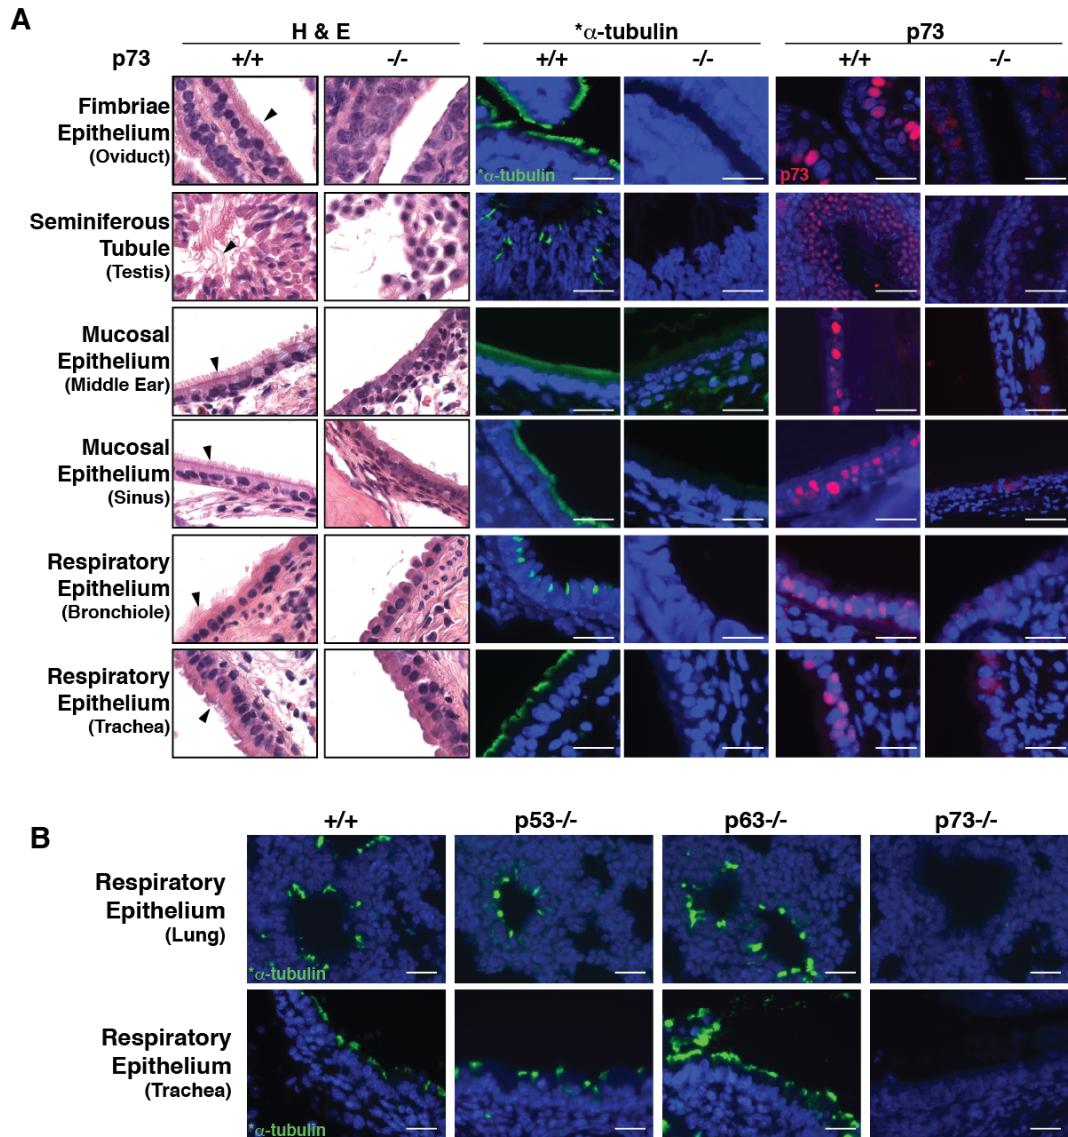 A
H & E
*α-tubulin
p73
p73
+/+
-/-
+/+
-/-
+/+
-/-
Fimbriae
Epithelium
(Oviduct)
*α-tubulin
p73
Seminiferous
Tubule
(Testis)
Mucosal
Epithelium
(Middle Ear)
Mucosal
Epithelium
(Sinus)
Respiratory
Epithelium
(Bronchiole)
Respiratory
Epithelium
(Trachea)
B
+/+
p53-/-
p63-/-
p73-/-
Respiratory
Epithelium
(Lung)
*α-tubulin
Respiratory
Epithelium
(Trachea)
*α-tubulin